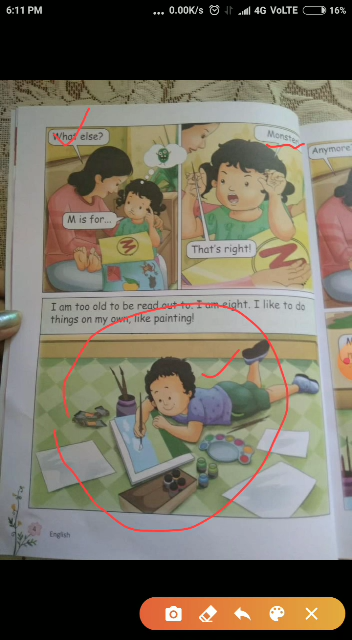 6:11 PM
... 0.00K/s 4G VoLTE 16%
What else?
Monster
Anymore?
M is for...
M
That's right!
M
I am too old to be read out to. I am eight. I like to do
things on my own, like painting!
English